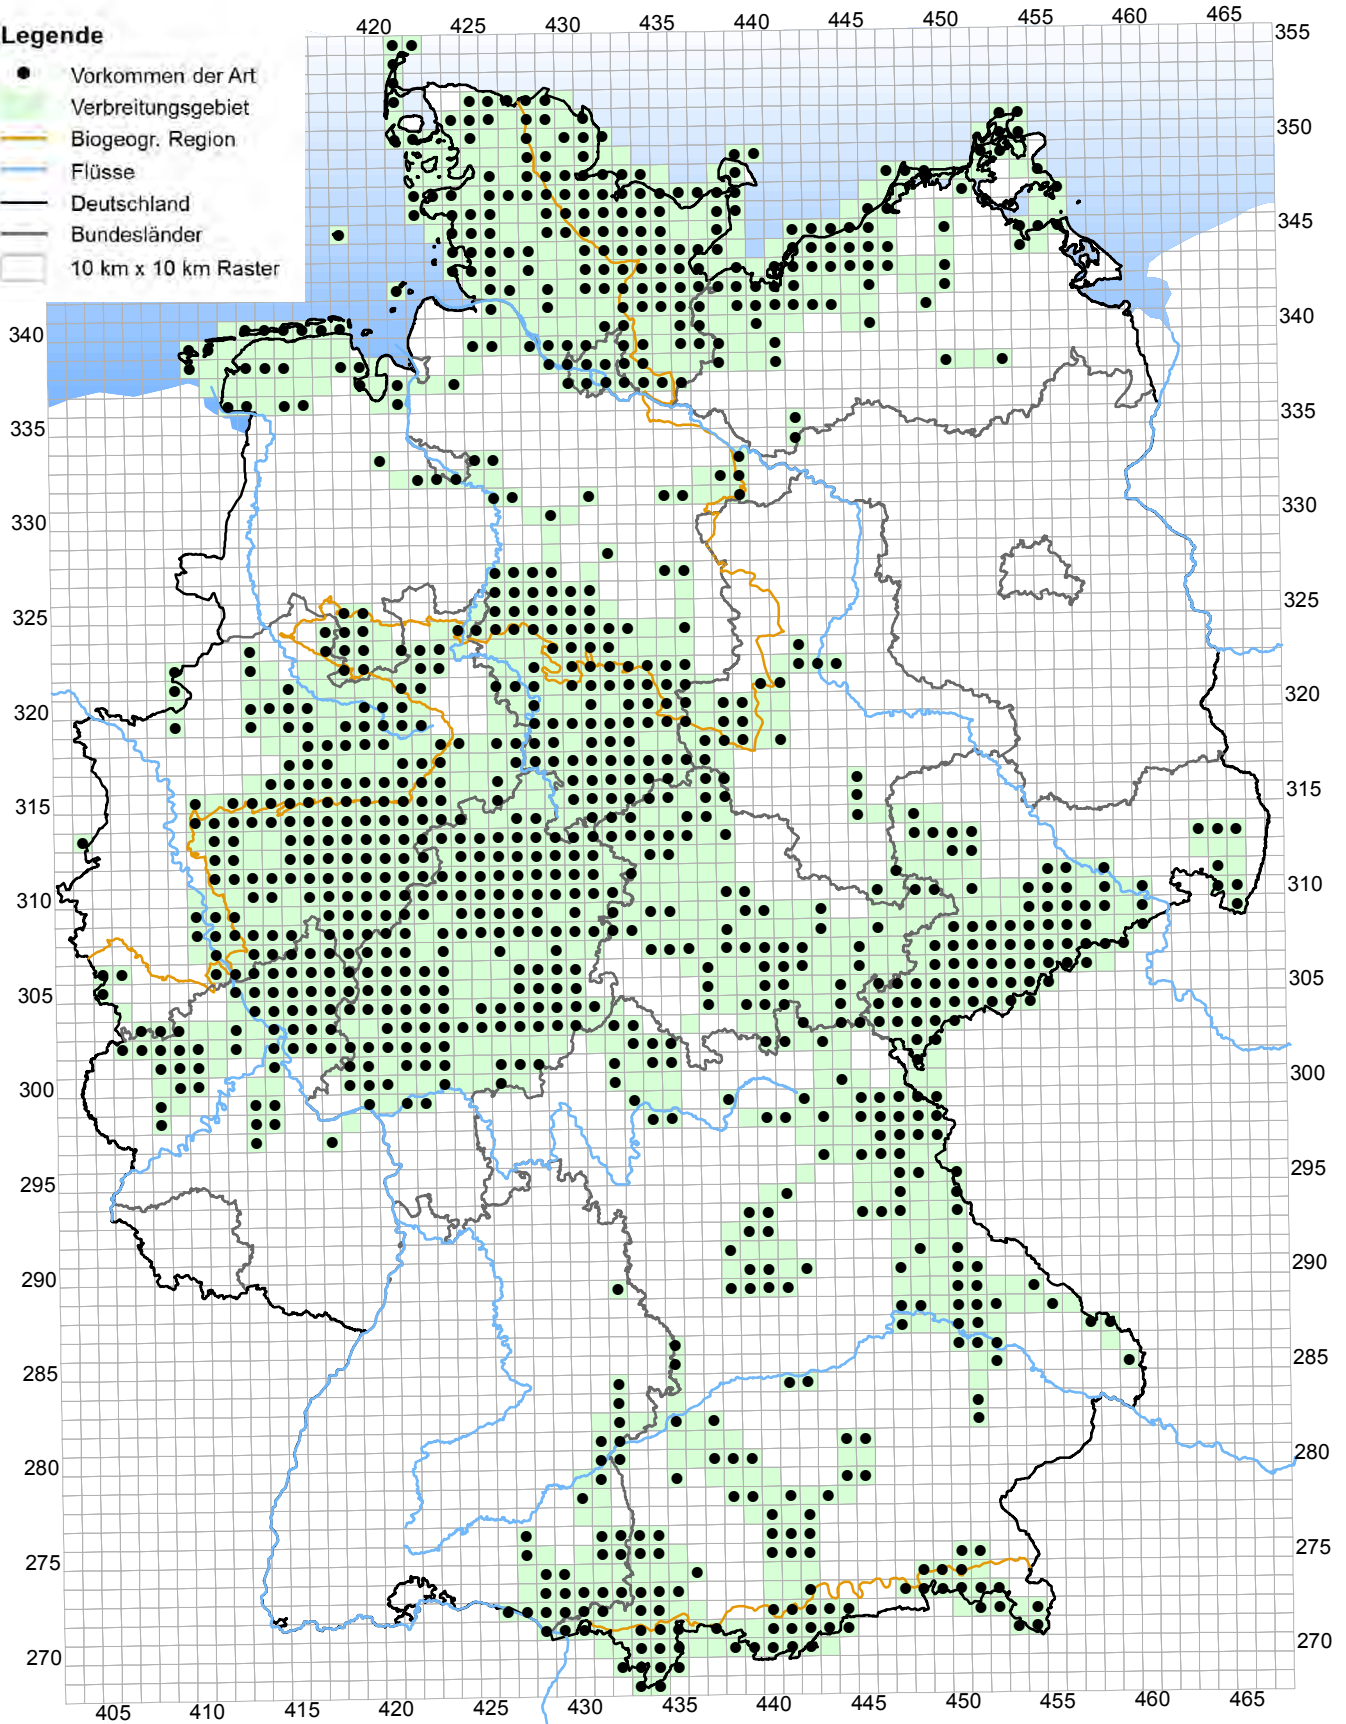 420 425 430 435 440 445 450 455 460 465
Legende
Vorkommen der Art
Verbreitungsgebiet
Biogeogr. Region
Flüsse
Deutschland
Bundesländer
10 km x 10 km Raster
355
350
345
340 340
335 335
330 330
325 325
320 320
315 315
310 310
305 305
300 300
295 295
290 290
285 285
280 280
275 275
270 270
405 410 415 420 425 430 435 440 445 450 455 460 465